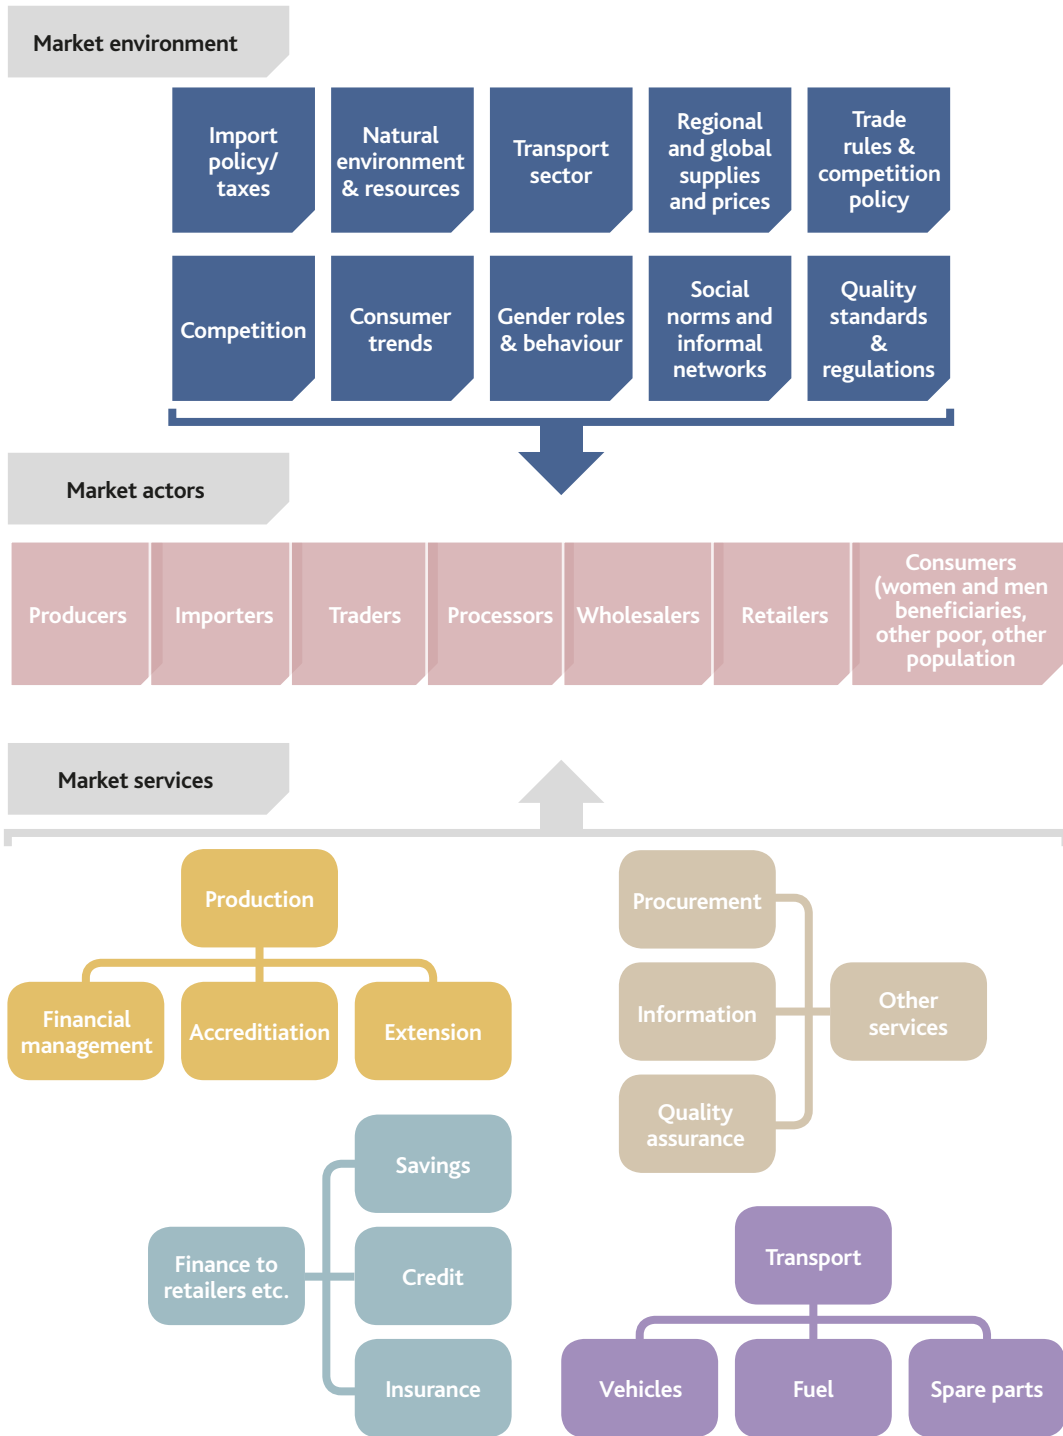 Market environment
Import
policy/
taxes
Natural
environment
& resources
Transport
sector
Regional
and global
supplies
and prices
Trade
rules &
competition
policy
Competition
Consumer
trends
Gender roles
& behaviour
Social
norms and
informal
networks
Quality
standards
&
regulations
Market actors
Producers
Importers
Traders
Processors
Wholesalers
Retailers
Consumers
(women and men
beneficiaries,
other poor, other
population
Market services
Production
Financial
management
Accreditiation
Extension
Procurement
Information
Quality
assurance
Other
services
Finance to
retailers etc.
Savings
Credit
Insurance
Transport
Vehicles
Fuel
Spare parts